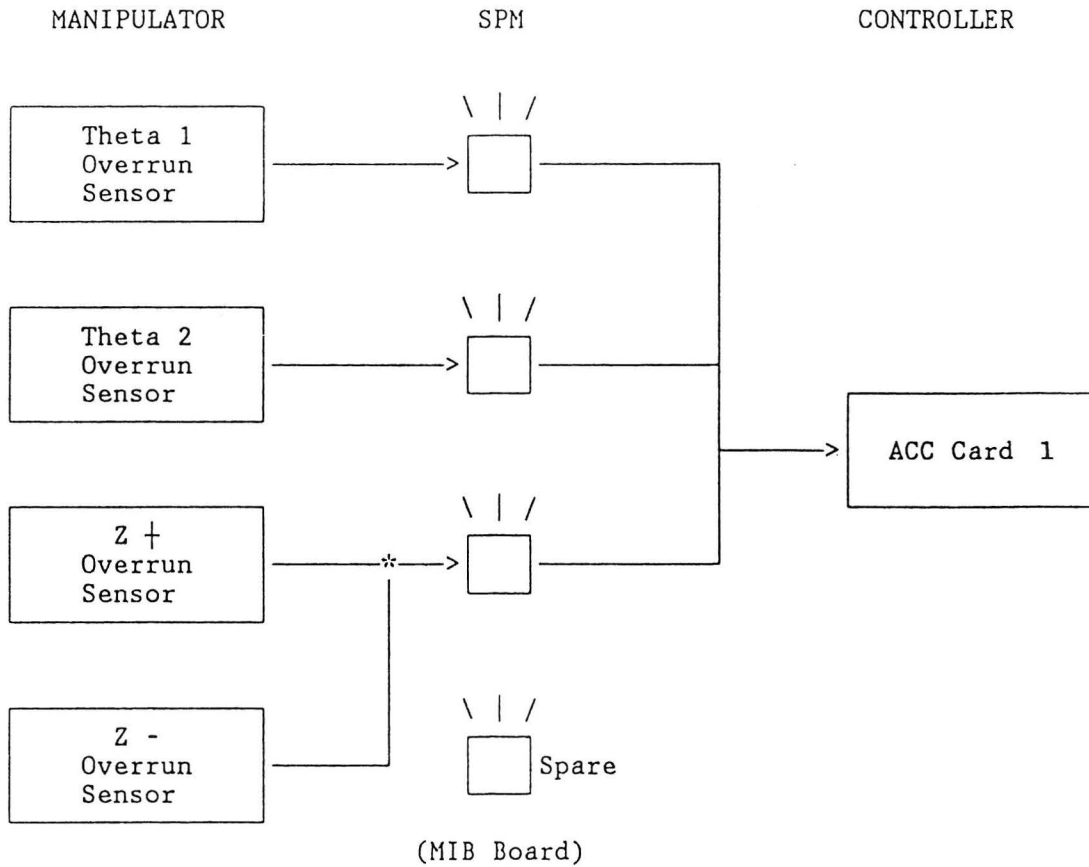 MANIPULATOR SPM CONTROLLER
Theta 1
Overrun
Sensor
Theta 2
Overrun
Sensor
ACC Card 1
Z +
Overrun
Sensor
*
Z -
Overrun
Sensor
Spare
(MIB Board)